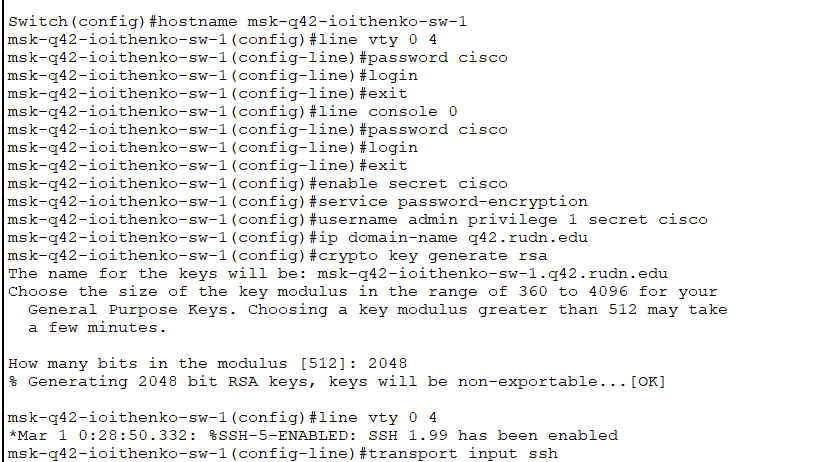 Switch(config)#hostname msk-q42-ioithenko-sw-1
msk-q42-ioithenko-sw-1(config)#line vty 0 4
msk-q42-ioithenko-sw-1(config-line)#password cisco
msk-q42-ioithenko-sw-1(config-line)#login
msk-q42-ioithenko-sw-1(config-line)#exit
msk-q42-ioithenko-sw-1(config)#line console 0
msk-q42-ioithenko-sw-1(config-line)#password cisco
msk-q42-ioithenko-sw-1(config-line)#login
msk-q42-ioithenko-sw-1(config-line)#exit
msk-q42-ioithenko-sw-1(config)#enable secret cisco
msk-q42-ioithenko-sw-1(config)#service password-encryption
msk-q42-ioithenko-sw-1(config)#username admin privilege 1 secret cisco
msk-q42-ioithenko-sw-1(config)#ip domain-name q42.rudn.edu
msk-q42-ioithenko-sw-1(config)#crypto key generate rsa
The name for the keys will be: msk-q42-ioithenko-sw-1.q42.rudn.edu
Choose the size of the key modulus in the range of 360 to 4096 for your
General Purpose Keys. Choosing a key modulus greater than 512 may take
a few minutes.

How many bits in the modulus [512]: 2048
% Generating 2048 bit RSA keys, keys will be non-exportable...[OK]

msk-q42-ioithenko-sw-1(config)#line vty 0 4
*Mar 1 0:28:50.332: %SSH-5-ENABLED: SSH 1.99 has been enabled
msk-q42-ioithenko-sw-1(config-line)#transport input ssh